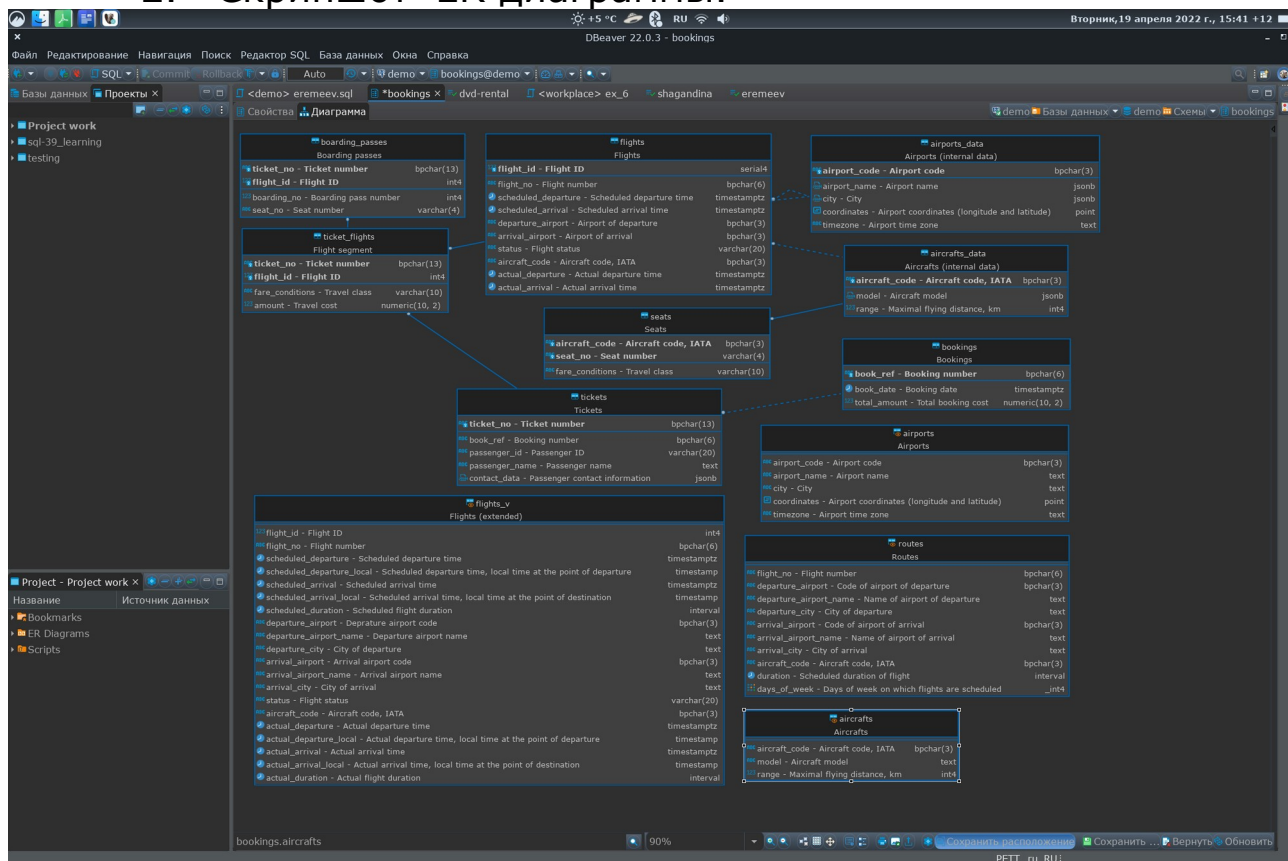 Скриншот ER-диаграммы.
+5 °C RU Вторник,19 апреля 2022 г., 15:41 +12
DBeaver 22.0.3 - bookings
Файл Редактирование Навигация Поиск Редактор SQL База данных Окна Справка
SQL Commit Rollback Auto demo bookings@demo
Базы данных Проекты <demo> eremeev.sql *bookings dvd-rental <workplace> ex_6 shagandina eremeev
Свойства Диаграмма demo Базы данных demo Схемы bookings
Project work
sql-39_learning
testing
boarding_passes
Boarding passes
ticket_no - Ticket number bpchar(13)
flight_id - Flight ID int4
boarding_no - Boarding pass number int4
seat_no - Seat number varchar(4)
flights
Flights
flight_id - Flight ID serial4
flight_no - Flight number bpchar(6)
scheduled_departure - Scheduled departure time timestamptz
scheduled_arrival - Scheduled arrival time timestamptz
departure_airport - Airport of departure bpchar(3)
arrival_airport - Airport of arrival bpchar(3)
status - Flight status varchar(20)
aircraft_code - Aircraft code, IATA bpchar(3)
actual_departure - Actual departure time timestamptz
actual_arrival - Actual arrival time timestamptz
airports_data
Airports (internal data)
airport_code - Airport code bpchar(3)
airport_name - Airport name jsonb
city - City jsonb
coordinates - Airport coordinates (longitude and latitude) point
timezone - Airport time zone text
ticket_flights
Flight segment
ticket_no - Ticket number bpchar(13)
flight_id - Flight ID int4
fare_conditions - Travel class varchar(10)
amount - Travel cost numeric(10, 2)
aircrafts_data
Aircrafts (internal data)
aircraft_code - Aircraft code, IATA bpchar(3)
model - Aircraft model jsonb
range - Maximal flying distance, km int4
seats
Seats
aircraft_code - Aircraft code, IATA bpchar(3)
seat_no - Seat number varchar(4)
fare_conditions - Travel class varchar(10)
bookings
Bookings
book_ref - Booking number bpchar(6)
book_date - Booking date timestamptz
total_amount - Total booking cost numeric(10, 2)
tickets
Tickets
ticket_no - Ticket number bpchar(13)
book_ref - Booking number bpchar(6)
passenger_id - Passenger ID varchar(20)
passenger_name - Passenger name text
contact_data - Passenger contact information jsonb
airports
Airports
airport_code - Airport code bpchar(3)
airport_name - Airport name text
city - City text
coordinates - Airport coordinates (longitude and latitude) point
timezone - Airport time zone text
flights_v
Flights (extended)
flight_id - Flight ID int4
flight_no - Flight number bpchar(6)
scheduled_departure - Scheduled departure time timestamptz
scheduled_departure_local - Scheduled departure time, local time at the point of departure timestamp
scheduled_arrival - Scheduled arrival time timestamptz
scheduled_arrival_local - Scheduled arrival time, local time at the point of destination timestamp
scheduled_duration - Scheduled flight duration interval
departure_airport - Deprature airport code bpchar(3)
departure_airport_name - Departure airport name text
departure_city - City of departure text
arrival_airport - Arrival airport code bpchar(3)
arrival_airport_name - Arrival airport name text
arrival_city - City of arrival text
status - Flight status varchar(20)
aircraft_code - Aircraft code, IATA bpchar(3)
actual_departure - Actual departure time timestamptz
actual_departure_local - Actual departure time, local time at the point of departure timestamp
actual_arrival - Actual arrival time timestamptz
actual_arrival_local - Actual arrival time, local time at the point of destination timestamp
actual_duration - Actual flight duration interval
routes
Routes
flight_no - Flight number bpchar(6)
departure_airport - Code of airport of departure bpchar(3)
departure_airport_name - Name of airport of departure text
departure_city - City of departure text
arrival_airport - Code of airport of arrival bpchar(3)
arrival_airport_name - Name of airport of arrival text
arrival_city - City of arrival text
aircraft_code - Aircraft code, IATA bpchar(3)
duration - Scheduled duration of flight interval
days_of_week - Days of week on which flights are scheduled _int4
aircrafts
Aircrafts
aircraft_code - Aircraft code, IATA bpchar(3)
model - Aircraft model text
range - Maximal flying distance, km int4
Project - Project work
Название Источник данных
Bookmarks
ER Diagrams
Scripts
bookings.aircrafts 90% Сохранить расположение Сохранить ... Вернуть Обновить
PETT ru_RU